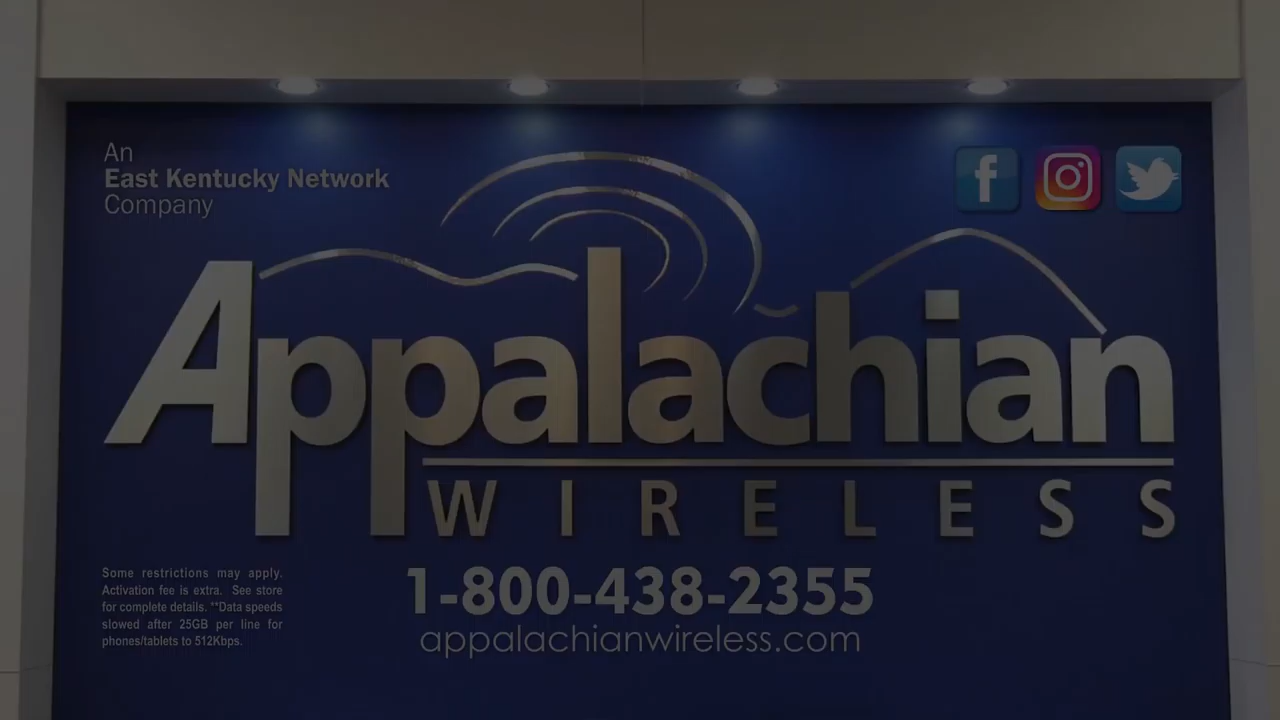 An
East Kentucky Network
Company
Appalachian
WIRELESS
Some restrictions may apply.
Activation fee is extra. See store
for complete details. **Data speeds
slowed after 25GB per line for
phones/tablets to 512Kbps.
1-800-438-2355
appalachianwireless.com